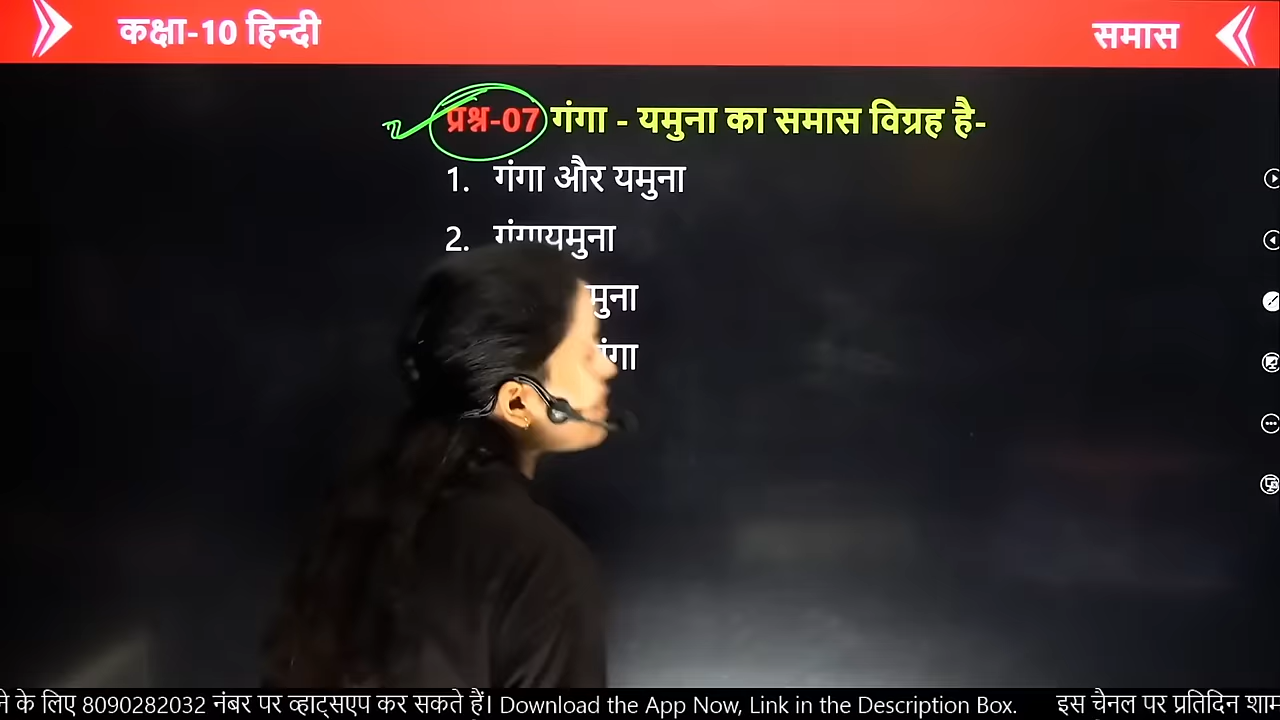 कक्षा-10 हिन्दी
समास
प्रश्न-07 गंगा - यमुना का समास विग्रह है-
1. गंगा और यमुना
2. गंगायमुना
के लिए 8090282032 नंबर पर व्हाट्सएप कर सकते हैं। Download the App Now, Link in the Description Box. इस चैनल पर प्रतिदिन